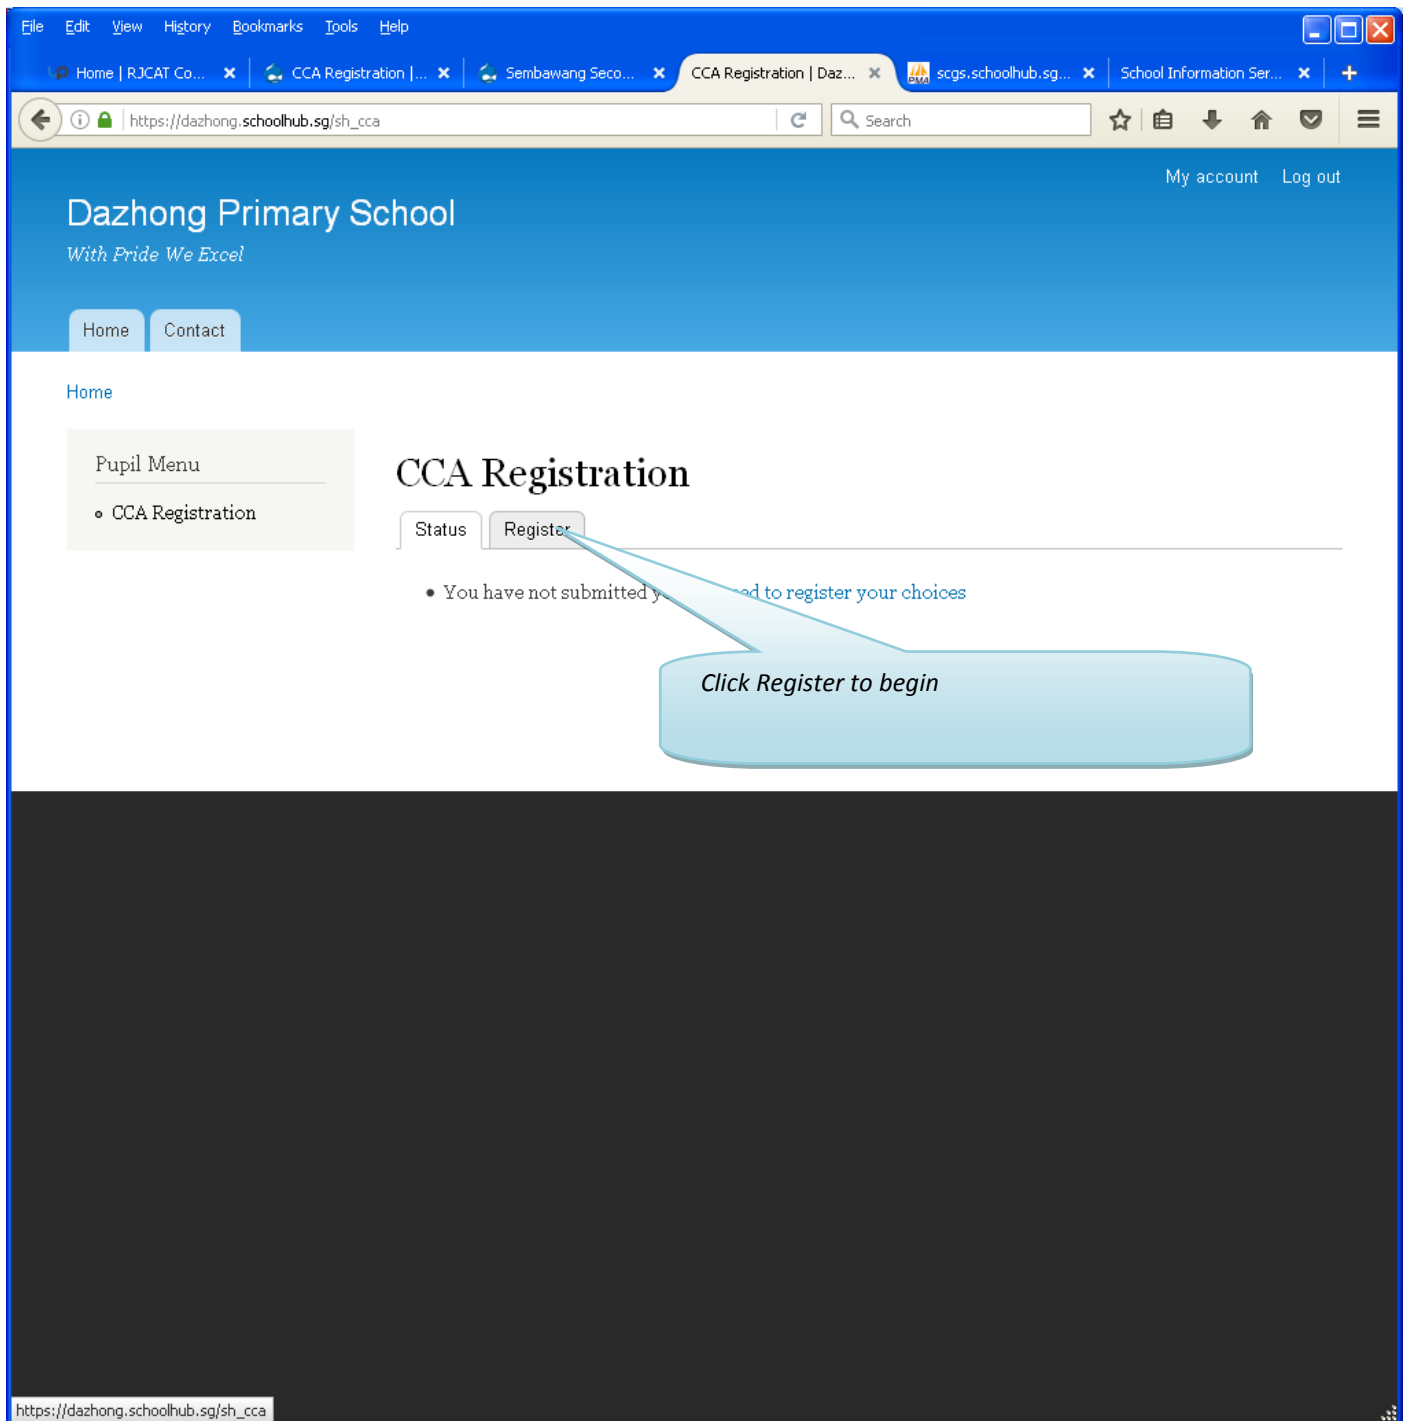 File Edit View History Bookmarks Tools Help
Home | RJCAT Co... CCA Registration |... Sembawang Seco... CCA Registration | Daz... scgs.schoolhub.sg... School Information Ser...
https://dazhong.schoolhub.sg/sh_cca Search
My account Log out
Dazhong Primary School
With Pride We Excel
Home Contact
Home
Pupil Menu
CCA Registration
CCA Registration
Status Register
You have not submitted to register your choices
Click Register to begin
https://dazhong.schoolhub.sg/sh_cca